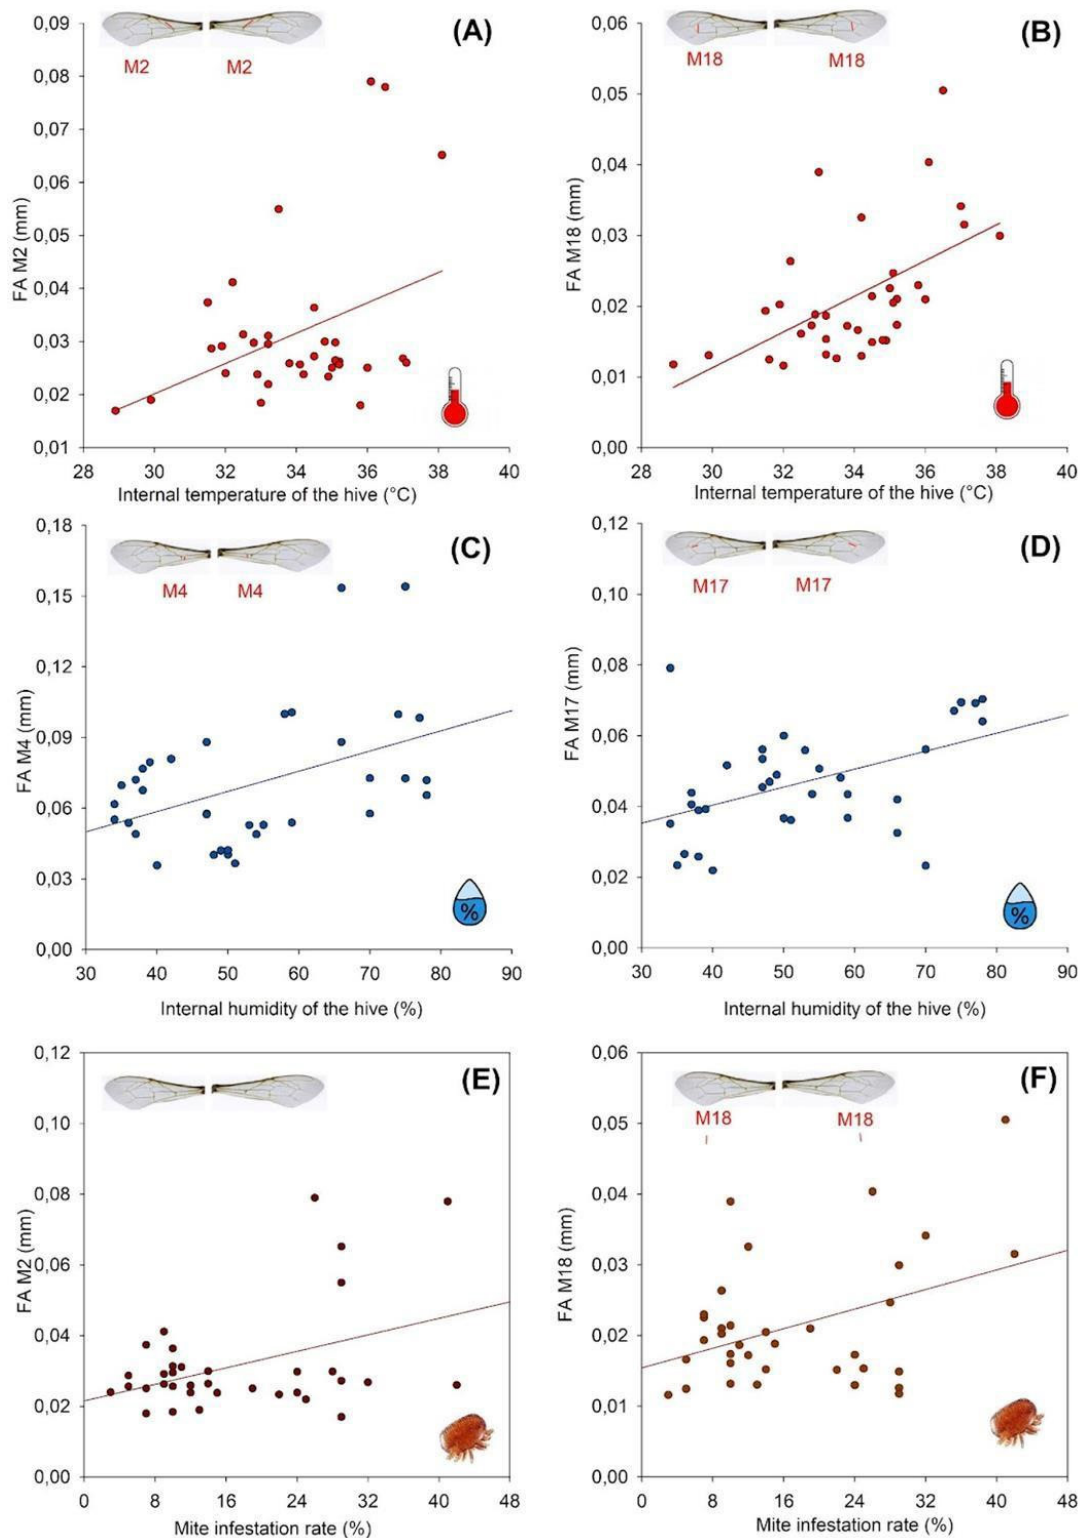 (A)
M2 M2
FA M2 (mm)
0,09
0,08
0,07
0,06
0,05
0,04
0,03
0,02
0,01
28 30 32 34 36 38 40
Internal temperature of the hive (°C)
(B)
M18 M18
FA M18 (mm)
0,06
0,05
0,04
0,03
0,02
0,01
0,00
28 30 32 34 36 38 40
Internal temperature of the hive (°C)
(C)
M4 M4
FA M4 (mm)
0,18
0,15
0,12
0,09
0,06
0,03
0,00
%
30 40 50 60 70 80 90
Internal humidity of the hive (%)
(D)
M17 M17
FA M17 (mm)
0,12
0,10
0,08
0,06
0,04
0,02
0,00
%
30 40 50 60 70 80 90
Internal humidity of the hive (%)
(E)
FA M2 (mm)
0,12
0,10
0,08
0,06
0,04
0,02
0,00
0 8 16 24 32 40 48
Mite infestation rate (%)
(F)
M18 M18
FA M18 (mm)
0,06
0,05
0,04
0,03
0,02
0,01
0,00
0 8 16 24 32 40 48
Mite infestation rate (%)